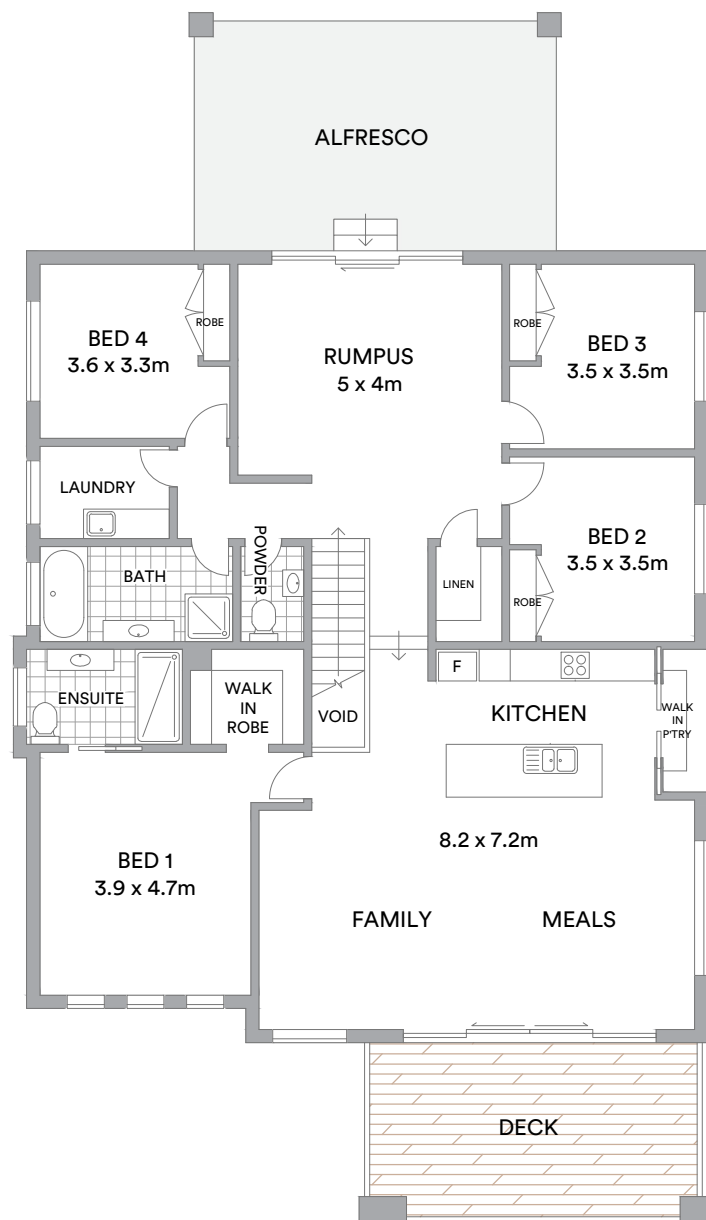 ALFRESCO
BED 4
3.6 x 3.3m
ROBE
RUMPUS
5 x 4m
ROBE
BED 3
3.5 x 3.5m
LAUNDRY
POWDER
BATH
LINEN
BED 2
3.5 x 3.5m
ROBE
ENSUITE
WALK
IN
ROBE
VOID
F
KITCHEN
WALK
IN
P'TRY
8.2 x 7.2m
BED 1
3.9 x 4.7m
FAMILY
MEALS
DECK